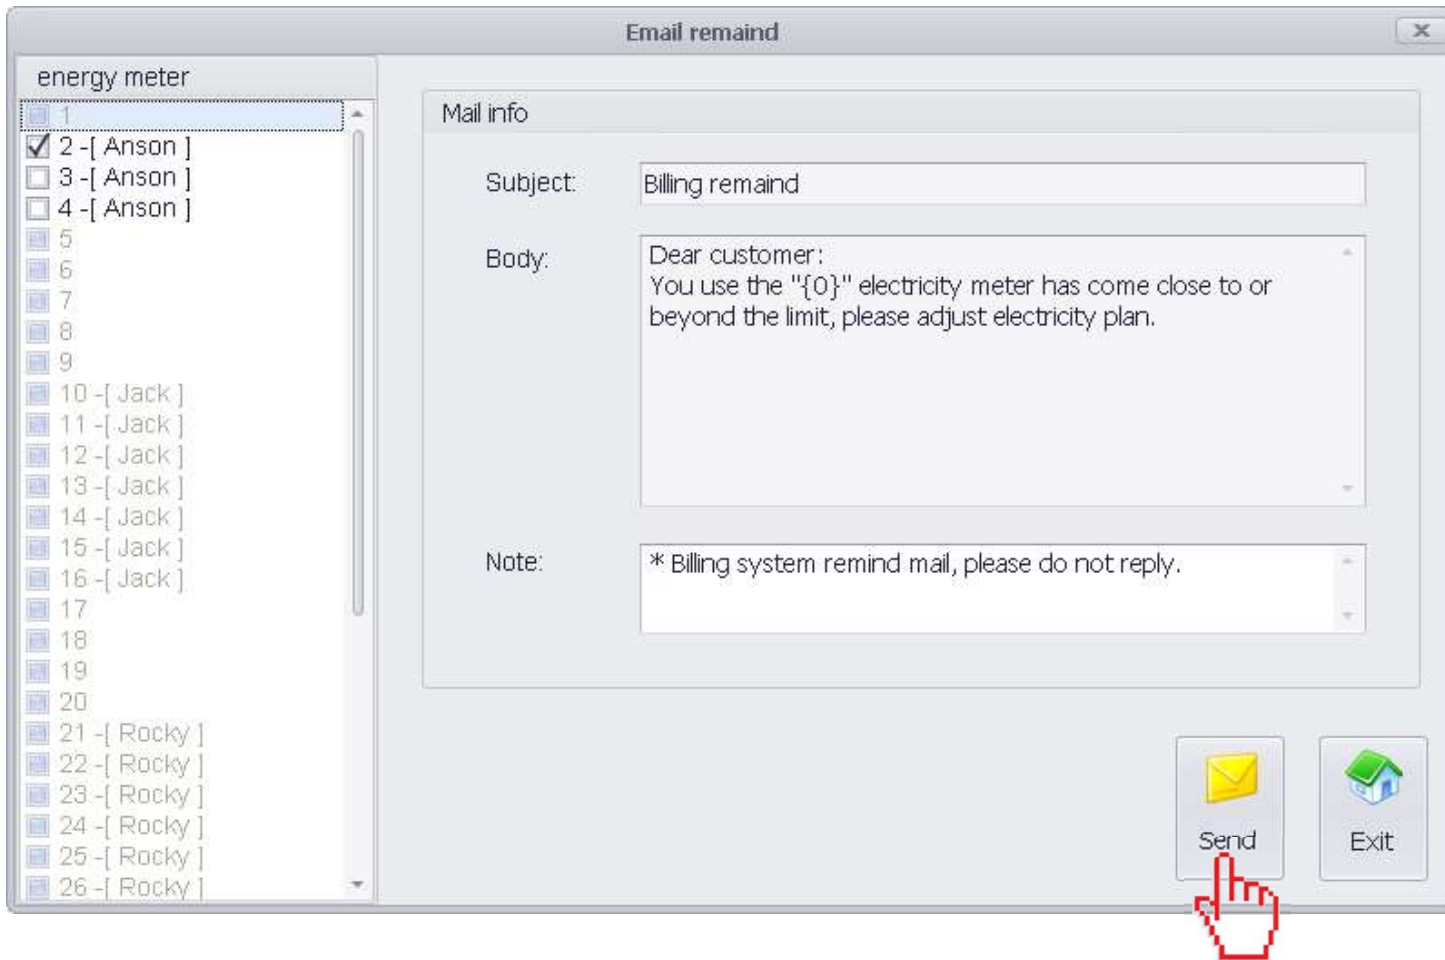 Email remaind
energy meter
1
2 -[ Anson ]
3 -[ Anson ]
4 -[ Anson ]
5
6
7
8
9
10 -[ Jack ]
11 -[ Jack ]
12 -[ Jack ]
13 -[ Jack ]
14 -[ Jack ]
15 -[ Jack ]
16 -[ Jack ]
17
18
19
20
21 -[ Rocky ]
22 -[ Rocky ]
23 -[ Rocky ]
24 -[ Rocky ]
25 -[ Rocky ]
26 -[ Rocky ]
Mail info
Subject: Billing remaind
Body: Dear customer:
You use the "{0}" electricity meter has come close to or
beyond the limit, please adjust electricity plan.
Note: * Billing system remind mail, please do not reply.
Send Exit